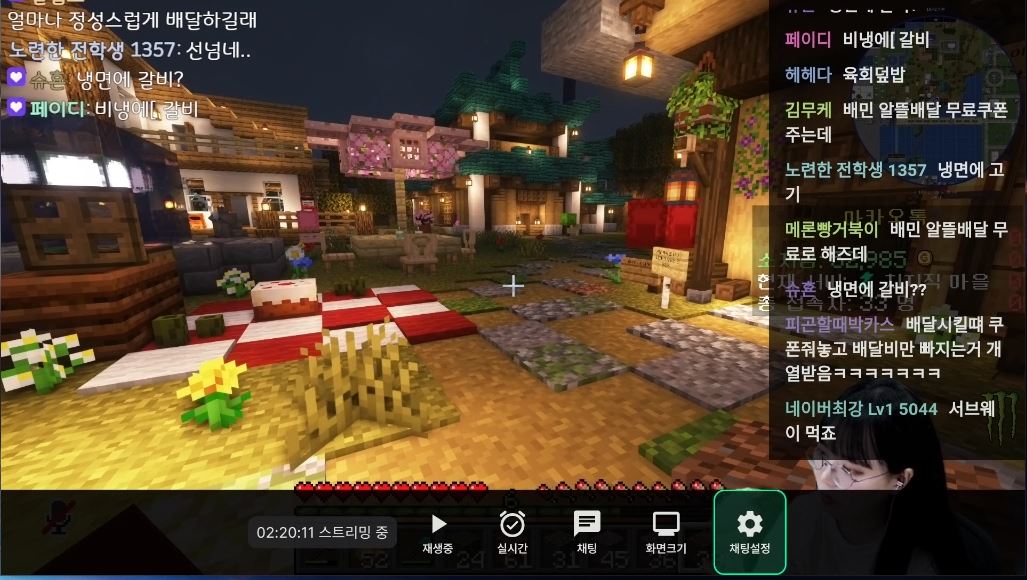 얼마나 정성스럽게 배달하길래
노련한 전학생 1357: 선넘네..
슈흔: 냉면에 갈비?
페이디: 비냉에[ 갈비
페이디 비냉에[ 갈비
헤헤다 육회덮밥
김무케 배민 알뜰배달 무료쿠폰
주는데
노련한 전학생 1357 냉면에 고
기
메론빵거북이 배민 알뜰배달 무
료로 해즈데
슈흔 냉면에 갈비??
피곤할때박카스 배달시킬떄 쿠
폰줘놓고 배달비만 빠지는거 개
열받음ㅋㅋㅋㅋㅋㅋㅋ
네이버최강 Lv1 5044 서브웨
이 먹죠
02:20:11 스트리밍 중
재생중
실시간
채팅
화면크기
채팅설정
52 24 61 31 45